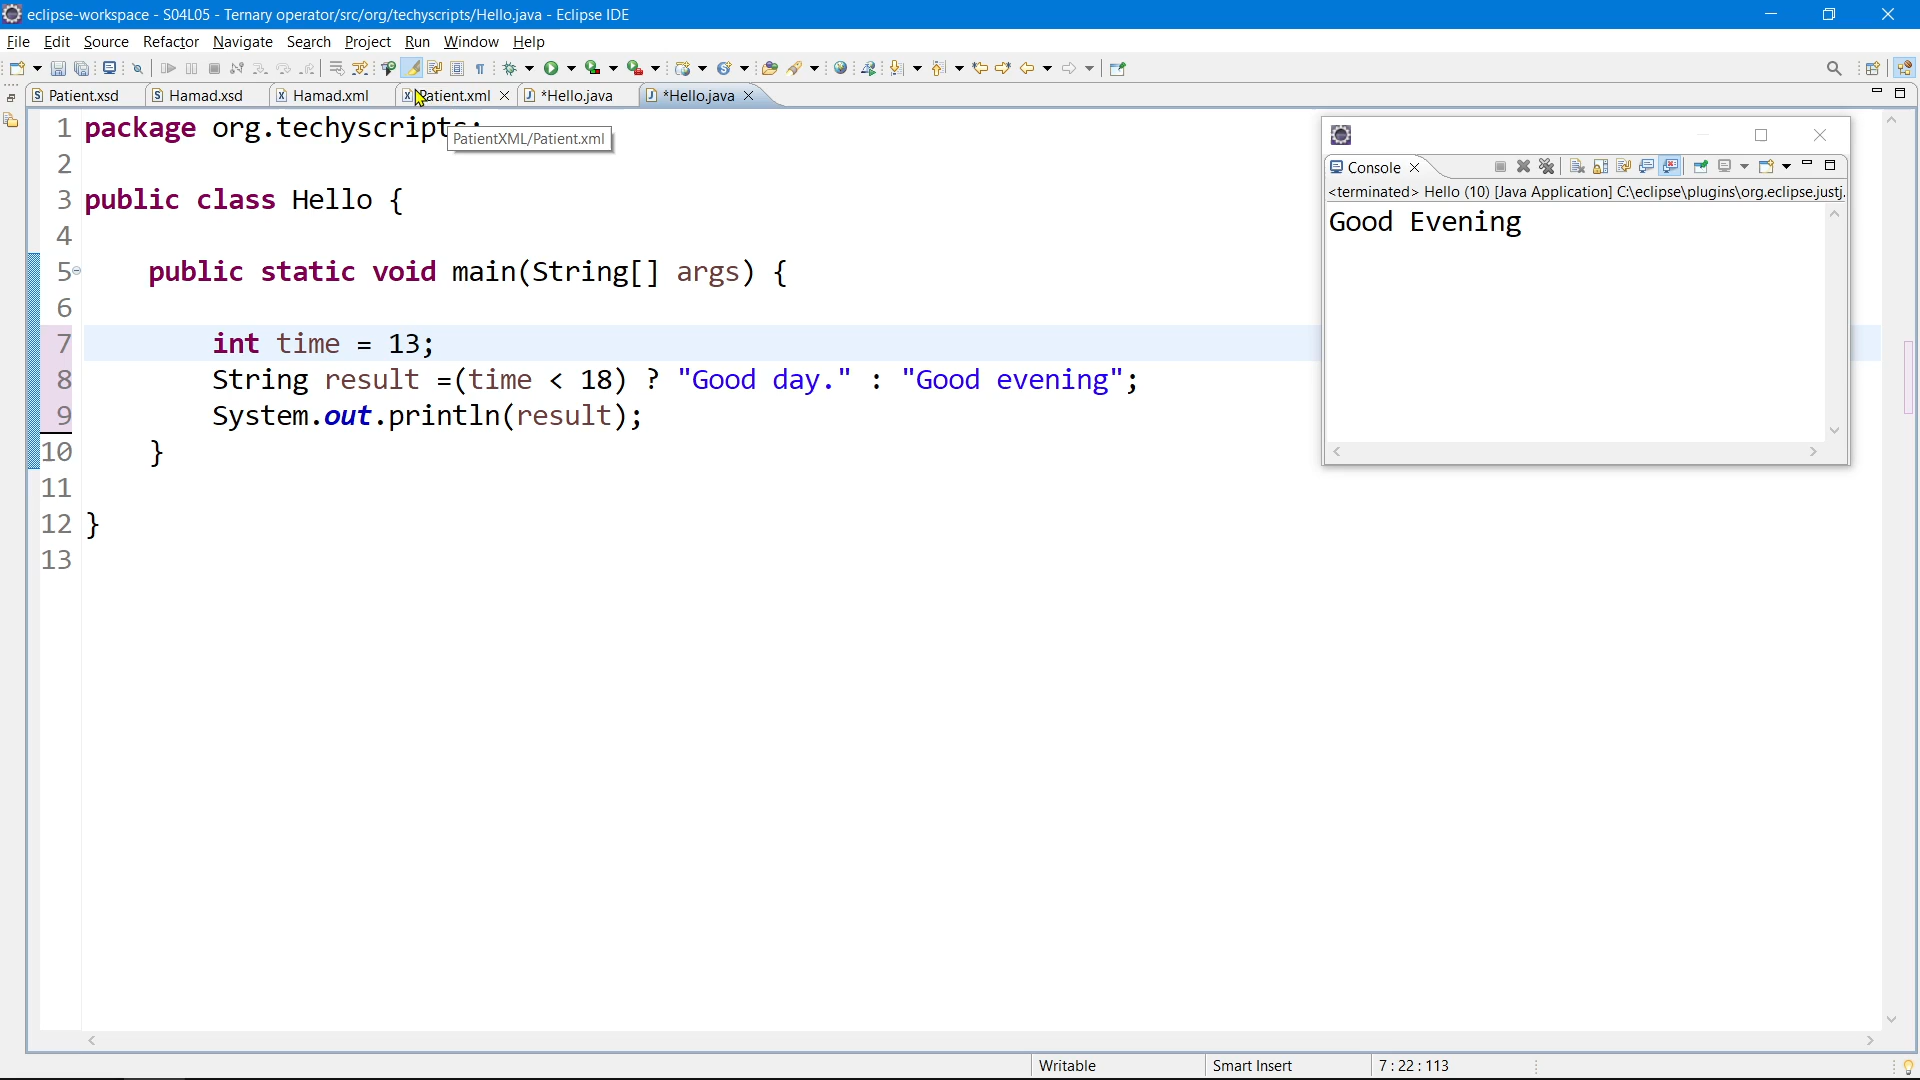 eclipse-workspace - S04L05 - Ternary operator/src/org/techyscripts/Hello.java - Eclipse IDE
File Edit Source Refactor Navigate Search Project Run Window Help
Patient.xsd Hamad.xsd Hamad.xml Patient.xml *Hello.java *Hello.java
PatientXML/Patient.xml
1 package org.techyscripts;
2
3 public class Hello {
4
5 public static void main(String[] args) {
6
7 int time = 13;
8 String result =(time < 18) ? "Good day." : "Good evening";
9 System.out.println(result);
10 }
11
12 }
13
Console
<terminated> Hello (10) [Java Application] C:\eclipse\plugins\org.eclipse.justj.
Good Evening
Writable Smart Insert 7 : 22 : 113